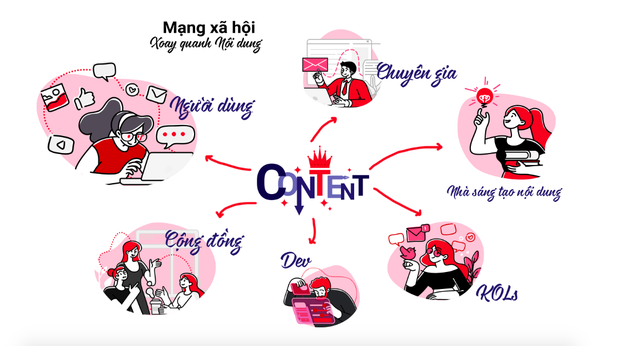 Mạng xã hội
Xoay quanh Nội dung
Chuyên gia
Người dùng
CONTENT
Nhà sáng tạo nội dung
Cộng đồng
Dev
KOLs